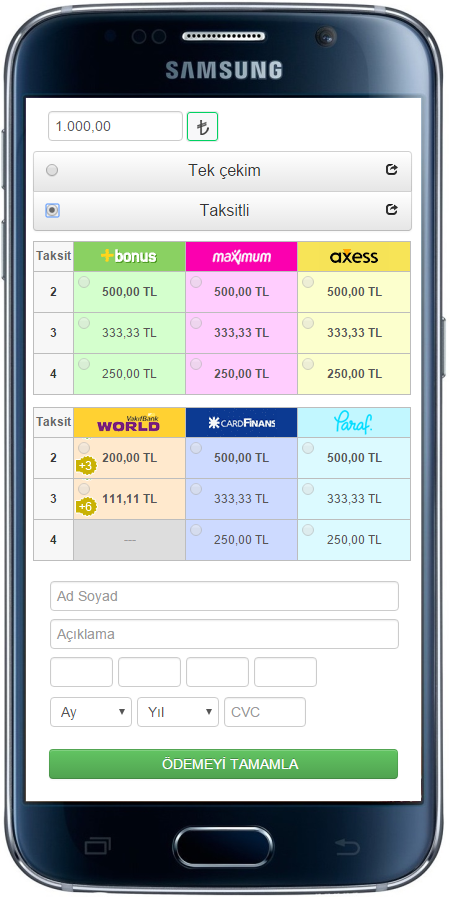 SAMSUNG
1.000,00 ₺
Tek çekim
Taksitli
Taksit +bonus maximum axess
2 500,00 TL 500,00 TL 500,00 TL
3 333,33 TL 333,33 TL 333,33 TL
4 250,00 TL 250,00 TL 250,00 TL
Taksit VakıfBank WORLD CARDFINANS Paraf
2 +3 200,00 TL 500,00 TL 500,00 TL
3 +6 111,11 TL 333,33 TL 333,33 TL
4 --- 250,00 TL 250,00 TL
Ad Soyad
Açıklama
Ay Yıl CVC
ÖDEMEYİ TAMAMLA